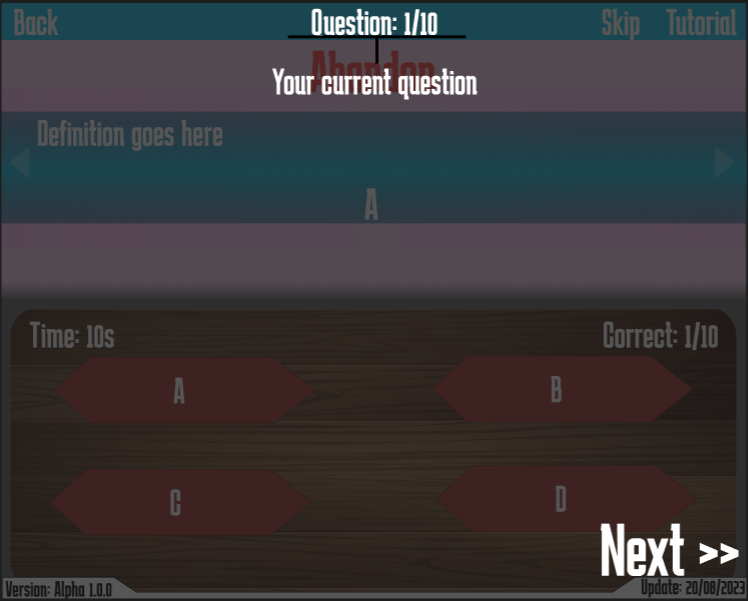 Back Question: 1/10 Skip Tutorial
Abandon
Your current question
Definition goes here
A
Time: 10s Correct: 1/10
A B
C D
Next >>
Version: Alpha 1.0.0 Update: 20/08/2023